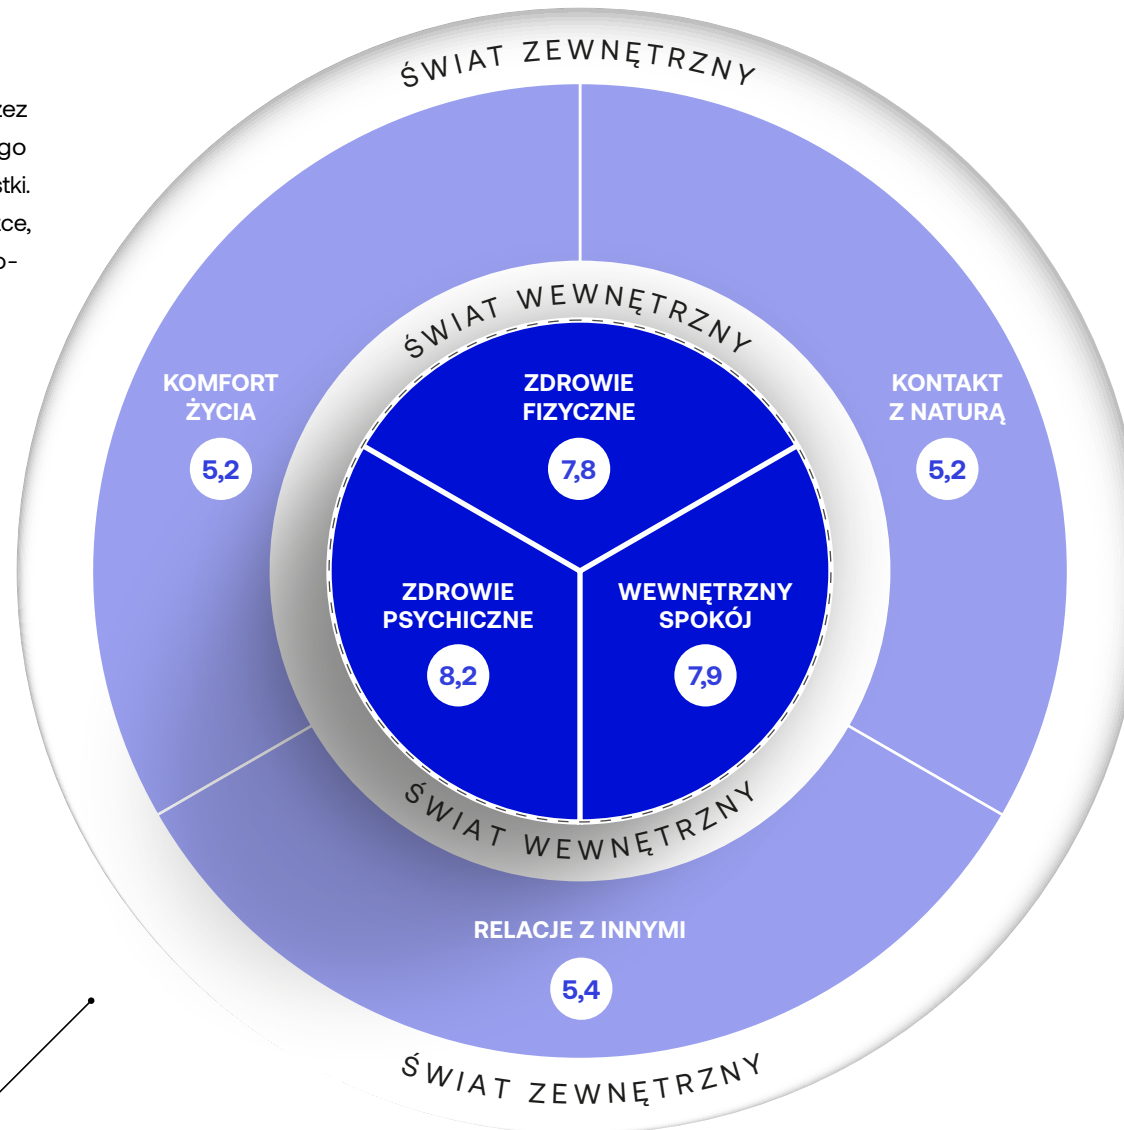 ŚWIAT ZEWNĘTRZNY
ŚWIAT WEWNĘTRZNY
KOMFORT
ŻYCIA
5,2
ZDROWIE
FIZYCZNE
7,8
KONTAKT
Z NATURĄ
5,2
ZDROWIE
PSYCHICZNE
8,2
WEWNĘTRZNY
SPOKÓJ
7,9
ŚWIAT WEWNĘTRZNY
RELACJE Z INNYMI
5,4
ŚWIAT ZEWNĘTRZNY